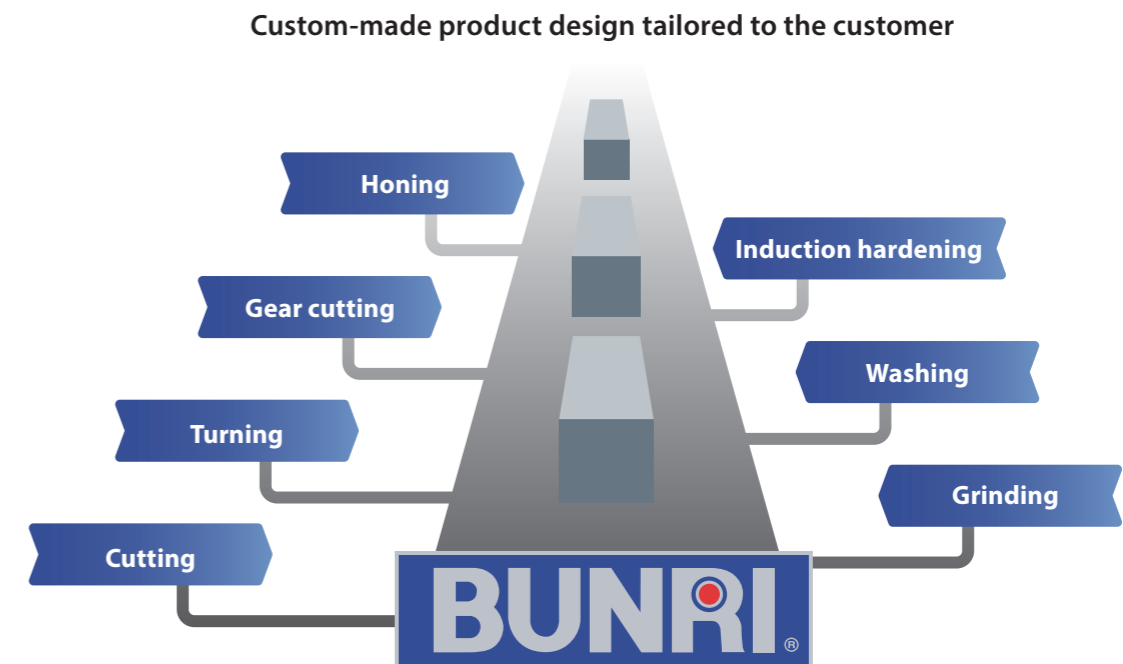 Custom-made product design tailored to the customer
Honing
Induction hardening
Gear cutting
Washing
Turning
Grinding
Cutting
BUNRI®